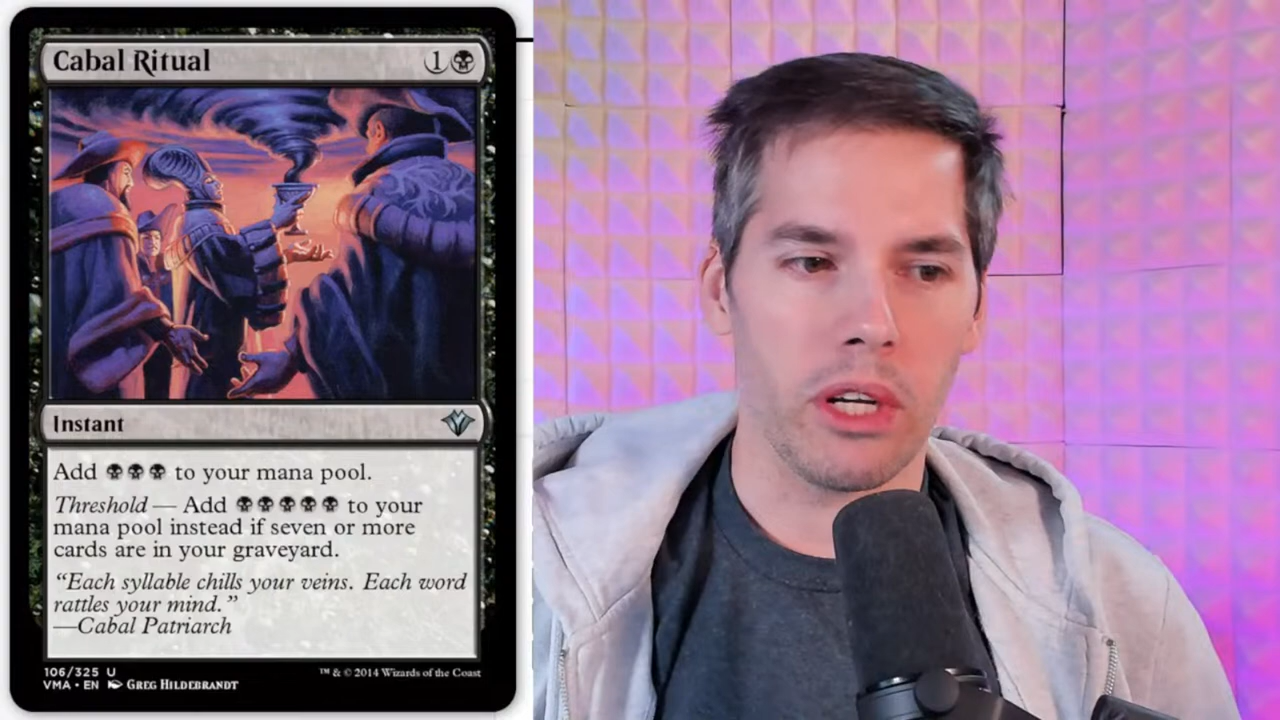 Cabal Ritual 1
Instant
Add to your mana pool.
Threshold — Add to your
mana pool instead if seven or more
cards are in your graveyard.
“Each syllable chills your veins. Each word
rattles your mind.”
—Cabal Patriarch
106/325 U
™ & © 2014 Wizards of the Coast
VMA • EN Greg Hildebrandt